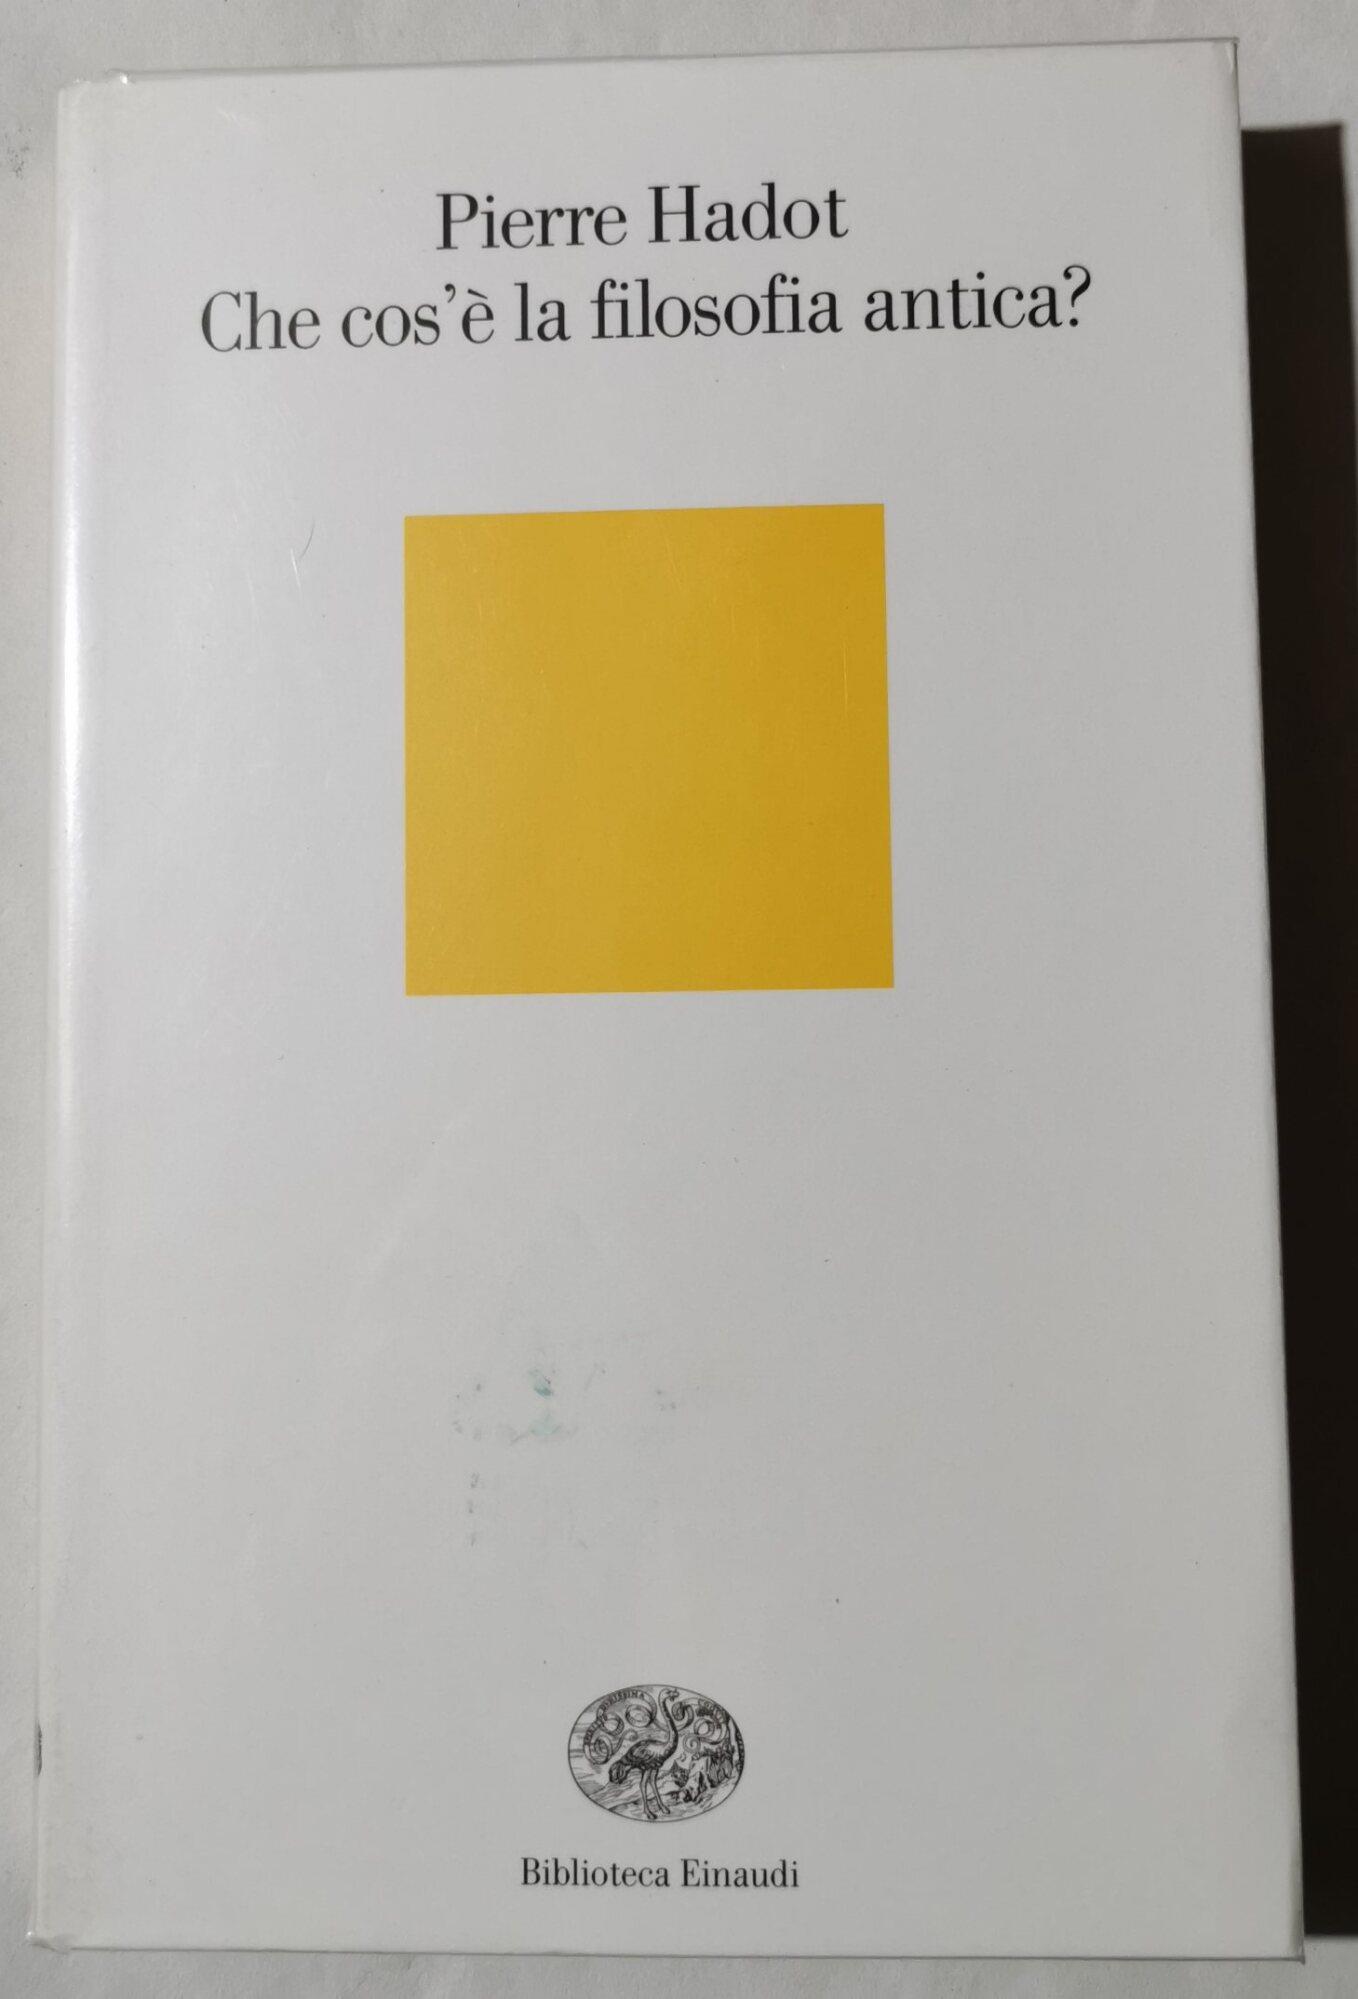 Pierre Hadot
Che cos'è la filosofia antica?
Biblioteca Einaudi